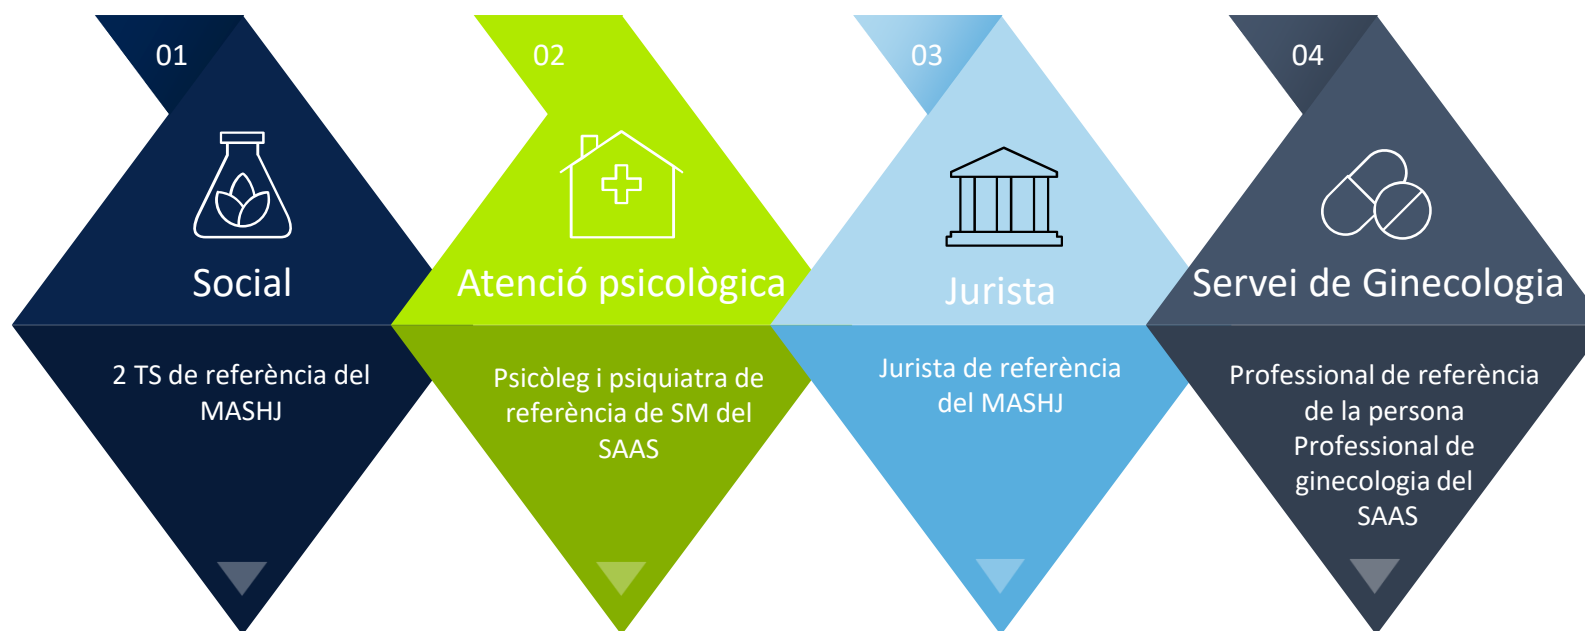 01
Social
2 TS de referència del
MASHJ
02
Atenció psicològica
Psicòleg i psiquiatra de
referència de SM del
SAAS
03
Jurista
Jurista de referència
del MASHJ
04
Servei de Ginecologia
Professional de referència
de la persona
Professional de
ginecologia del
SAAS